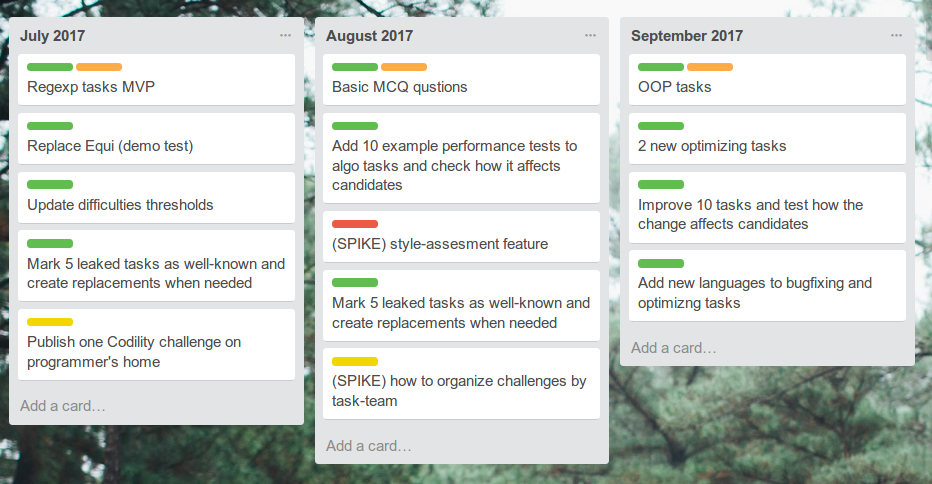 July 2017
Regexp tasks MVP
Replace Equi (demo test)
Update difficulties thresholds
Mark 5 leaked tasks as well-known and
create replacements when needed
Publish one Codility challenge on
programmer's home
Add a card…
August 2017
Basic MCQ qustions
Add 10 example performance tests to
algo tasks and check how it affects
candidates
(SPIKE) style-assesment feature
Mark 5 leaked tasks as well-known and
create replacements when needed
(SPIKE) how to organize challenges by
task-team
Add a card…
September 2017
OOP tasks
2 new optimizing tasks
Improve 10 tasks and test how the
change affects candidates
Add new languages to bugfixing and
optimizng tasks
Add a card…